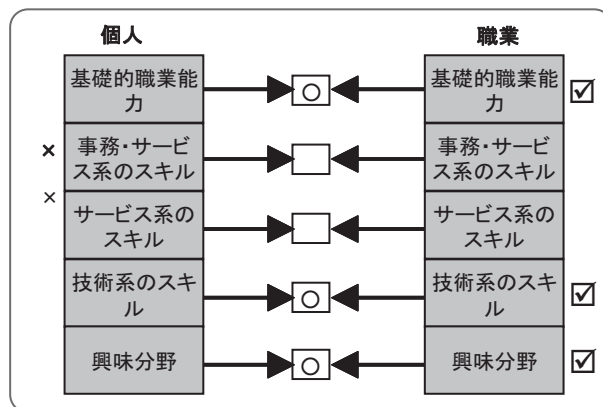 個人 職業
基礎的職業能
力
○
基礎的職業能
力
☑
×
事務・サービ
ス系のスキル
事務・サービ
ス系のスキル
×
サービス系の
スキル
サービス系の
スキル
技術系のスキ
ル
○
技術系のスキ
ル
☑
興味分野
○
興味分野
☑